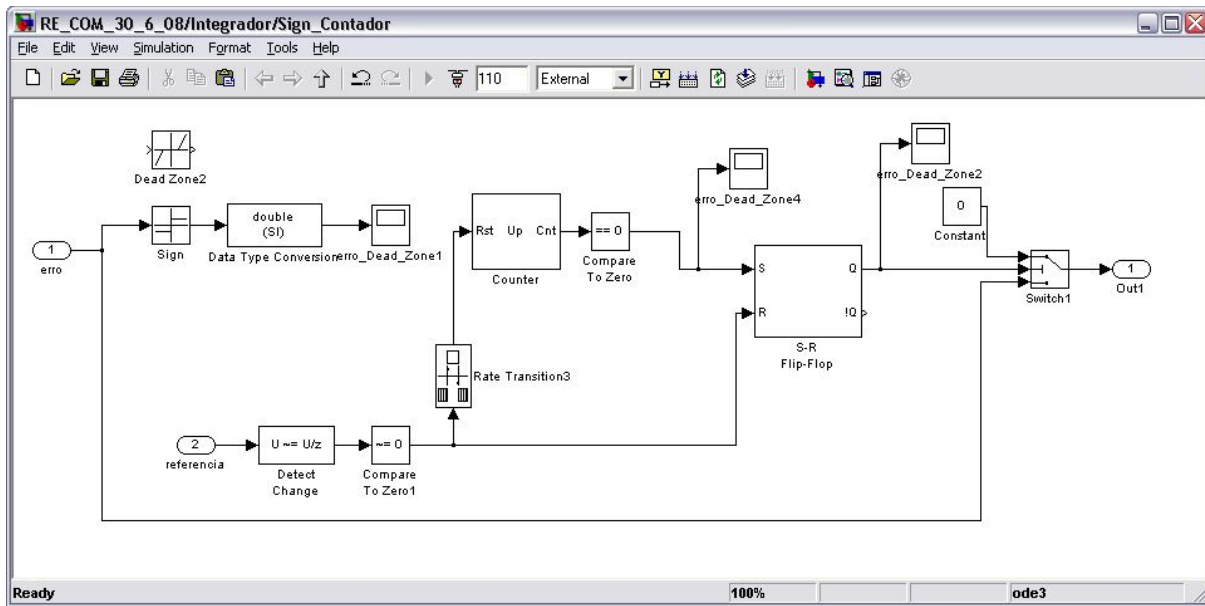 RE_COM_30_6_08/Integrador/Sign_Contador
File Edit View Simulation Format Tools Help
110 External
Dead Zone2
1
erro
Sign
double
(SI)
Data Type Conversion
erro_Dead_Zone1
Rst Up Cnt
Counter
== 0
Compare
To Zero
erro_Dead_Zone4
erro_Dead_Zone2
0
Constant
S Q
R !Q
S-R
Flip-Flop
Switch1
1
Out1
Rate Transition3
2
referencia
U ~= U/z
Detect
Change
~= 0
Compare
To Zero1
Ready 100% ode3